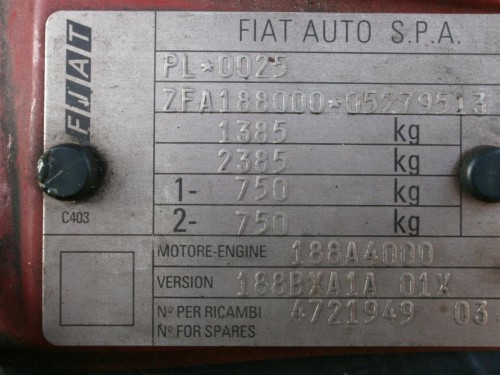 FIAT
FIAT AUTO S.P.A.
PL*0025
ZFA188000*05279513
1385 kg
2385 kg
1- 750 kg
2- 750 kg
C403
MOTORE-ENGINE 188A4000
VERSION 188BXA1A 01X
Nº PER RICAMBI 4721949 03
Nº FOR SPARES